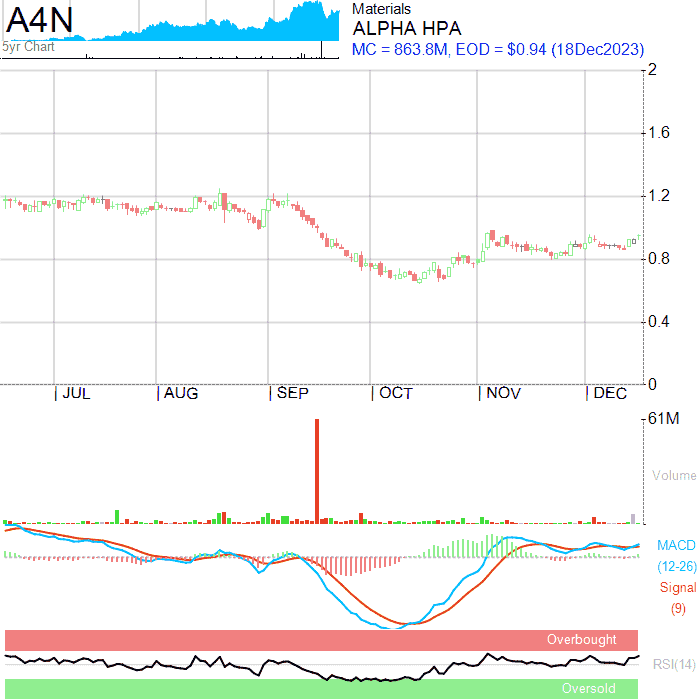 A4N
5yr Chart
Materials
ALPHA HPA
MC = 863.8M, EOD = $0.94 (18Dec2023)
2
1.6
1.2
0.8
0.4
0
| JUL | AUG | SEP | OCT | NOV | DEC
61M
Volume
MACD
(12-26)
Signal
(9)
Overbought
RSI(14)
Oversold